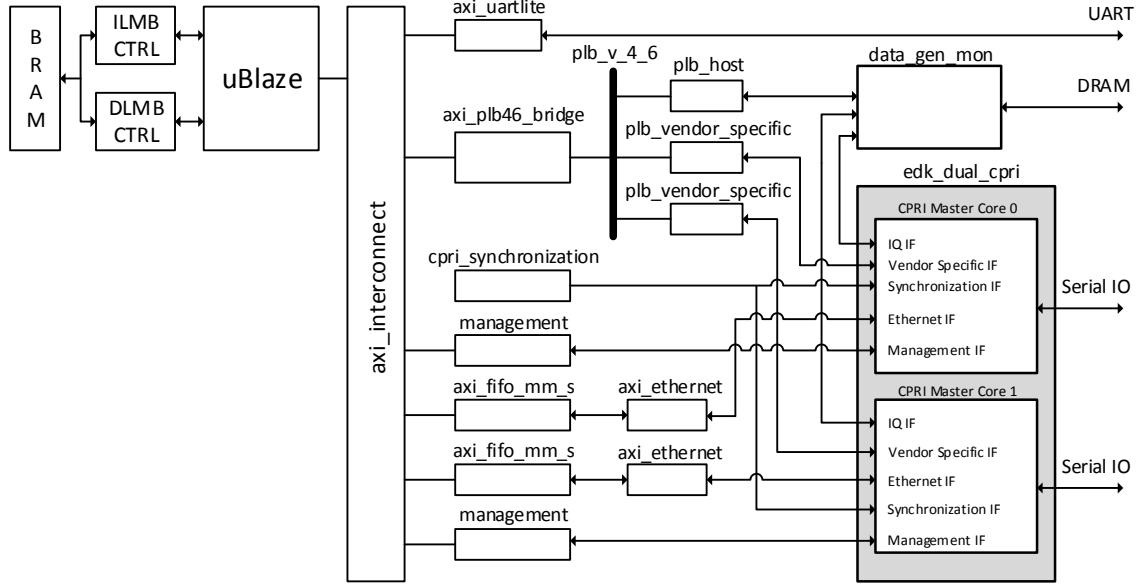 B
R
A
M
ILMB
CTRL
DLMB
CTRL
uBlaze
axi_interconnect
axi_uartlite
UART
plb_v_4_6
plb_host
data_gen_mon
DRAM
axi_plb46_bridge
plb_vendor_specific
plb_vendor_specific
edk_dual_cpri
CPRI Master Core 0
IQ IF
Vendor Specific IF
Synchronization IF
Ethernet IF
Management IF
Serial IO
cpri_synchronization
management
axi_fifo_mm_s
axi_ethernet
axi_fifo_mm_s
axi_ethernet
management
CPRI Master Core 1
IQ IF
Vendor Specific IF
Ethernet IF
Synchronization IF
Management IF
Serial IO